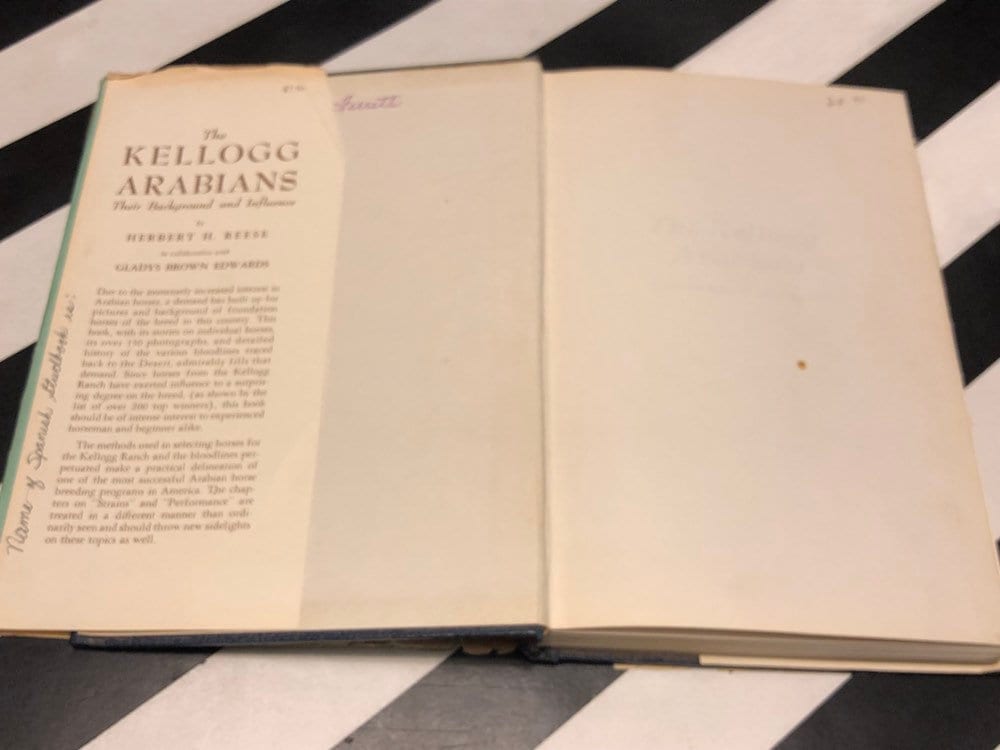 The
KELLOGG
ARABIANS
Their Background and Influence
by
HERBERT H. REESE
in collaboration with
GLADYS BROWN EDWARDS
Due to the enormously increased interest in
Arabian horses, a demand has built up for
pictures and background of foundation
horses of the breed in this country. This
book, with its stories on individual horses,
its over 150 photographs, and detailed
history of the various bloodlines traced
back to the Desert, admirably fills that
demand. Since horses from the Kellogg
Ranch have exerted influence to a surpris-
ing degree on the breed, (as shown by the
list of over 200 top winners), this book
should be of intense interest to experienced
horseman and beginner alike.
The methods used in selecting horses for
the Kellogg Ranch and the bloodlines per-
petuated make a practical delineation of
one of the most successful Arabian horse
breeding programs in America. The chap-
ters on "Strains" and "Performance" are
treated in a different manner than ordi-
narily seen and should throw new sidelights
on these topics as well.
Name of Spanish Studbook is: